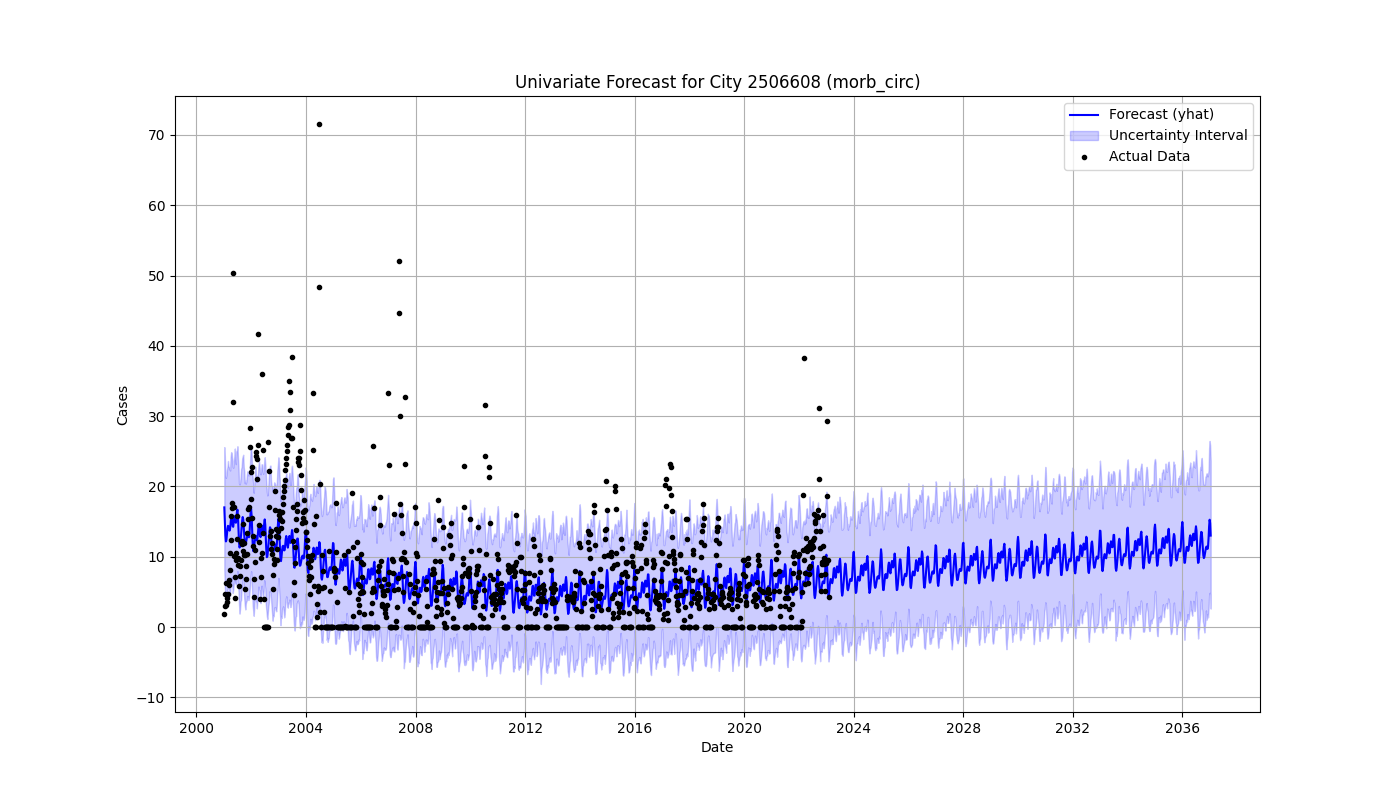 Univariate Forecast for City 2506608 (morb_circ)
Forecast (yhat)
Uncertainty Interval
Actual Data
Cases
70
60
50
40
30
20
10
0
−10
2000 2004 2008 2012 2016 2020 2024 2028 2032 2036
Date